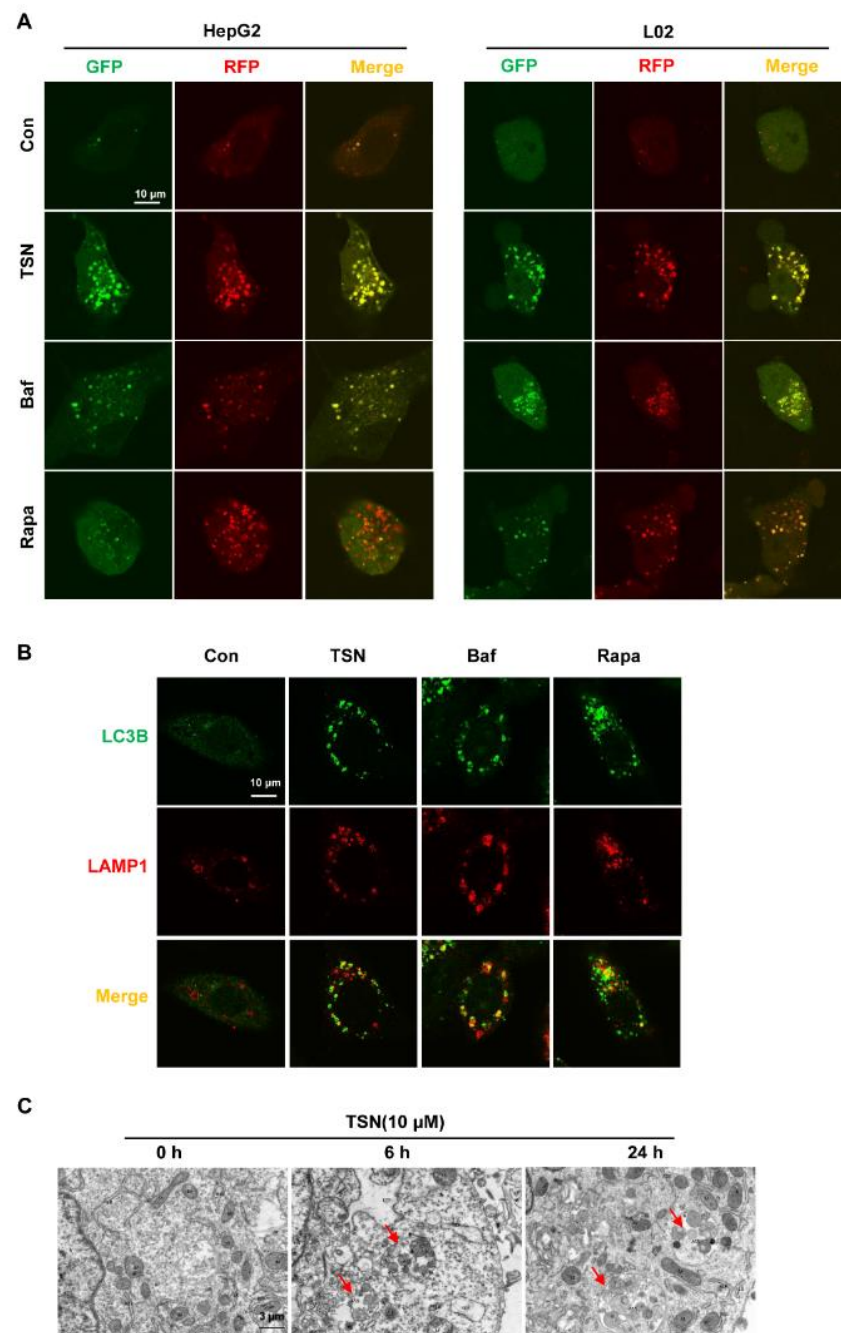 A
HepG2 L02
GFP RFP Merge GFP RFP Merge
Con
10 µm
TSN
Baf
Rapa
B
Con TSN Baf Rapa
LC3B
10 µm
LAMP1
Merge
C
TSN(10 µM)
0 h 6 h 24 h
3 µm